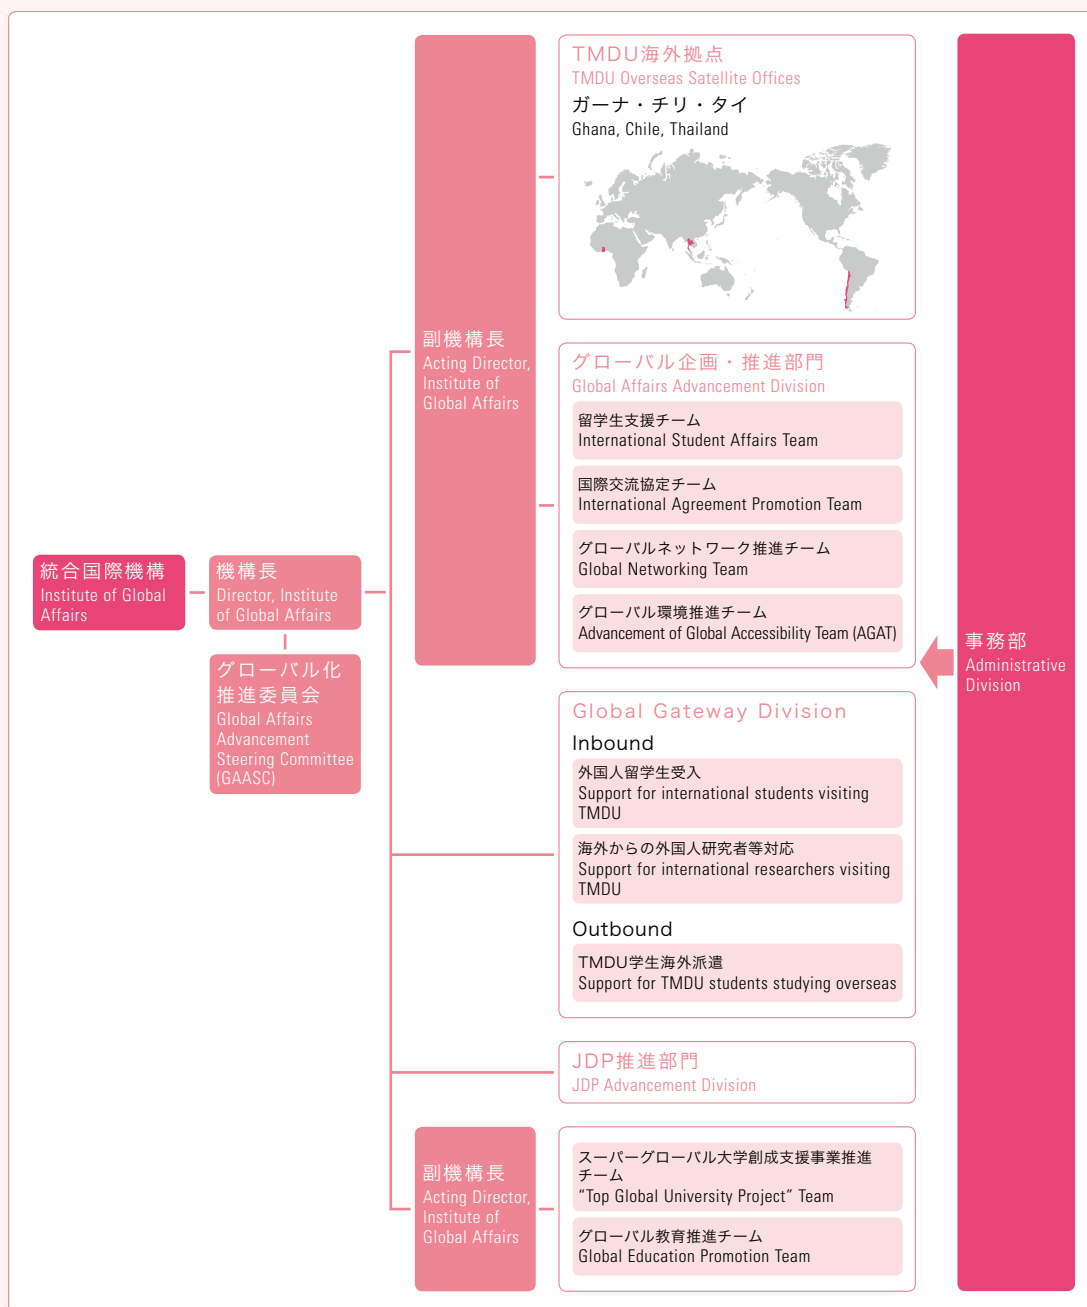 統合国際機構
Institute of Global
Affairs
機構長
Director, Institute
of Global Affairs
グローバル化
推進委員会
Global Affairs
Advancement
Steering Committee
(GAASC)
副機構長
Acting Director,
Institute of
Global Affairs
TMDU海外拠点
TMDU Overseas Satellite Offices
ガーナ・チリ・タイ
Ghana, Chile, Thailand
グローバル企画・推進部門
Global Affairs Advancement Division
留学生支援チーム
International Student Affairs Team
国際交流協定チーム
International Agreement Promotion Team
グローバルネットワーク推進チーム
Global Networking Team
グローバル環境推進チーム
Advancement of Global Accessibility Team (AGAT)
Global Gateway Division
Inbound
外国人留学生受入
Support for international students visiting
TMDU
海外からの外国人研究者等対応
Support for international researchers visiting
TMDU
Outbound
TMDU学生海外派遣
Support for TMDU students studying overseas
JDP推進部門
JDP Advancement Division
副機構長
Acting Director,
Institute of
Global Affairs
スーパーグローバル大学創成支援事業推進
チーム
“Top Global University Project” Team
グローバル教育推進チーム
Global Education Promotion Team
事務部
Administrative
Division